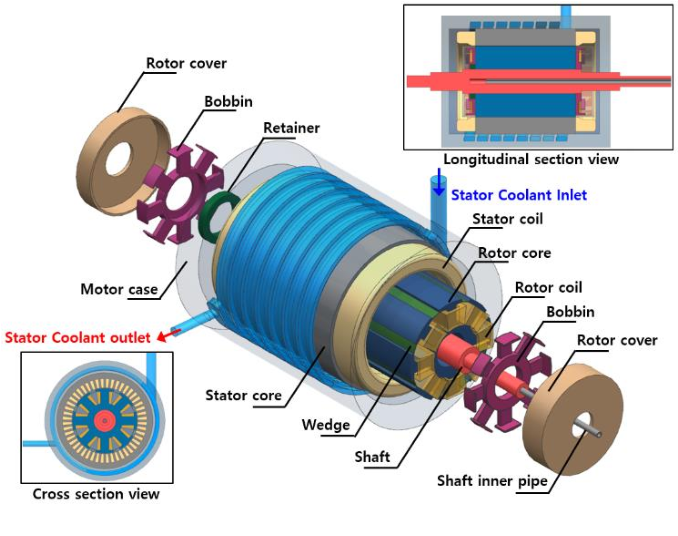 Rotor cover
Bobbin
Retainer
Longitudinal section view
Stator Coolant Inlet
Stator coil
Rotor core
Motor case
Rotor coil
Bobbin
Stator Coolant outlet
Rotor cover
Stator core
Wedge
Shaft
Shaft inner pipe
Cross section view